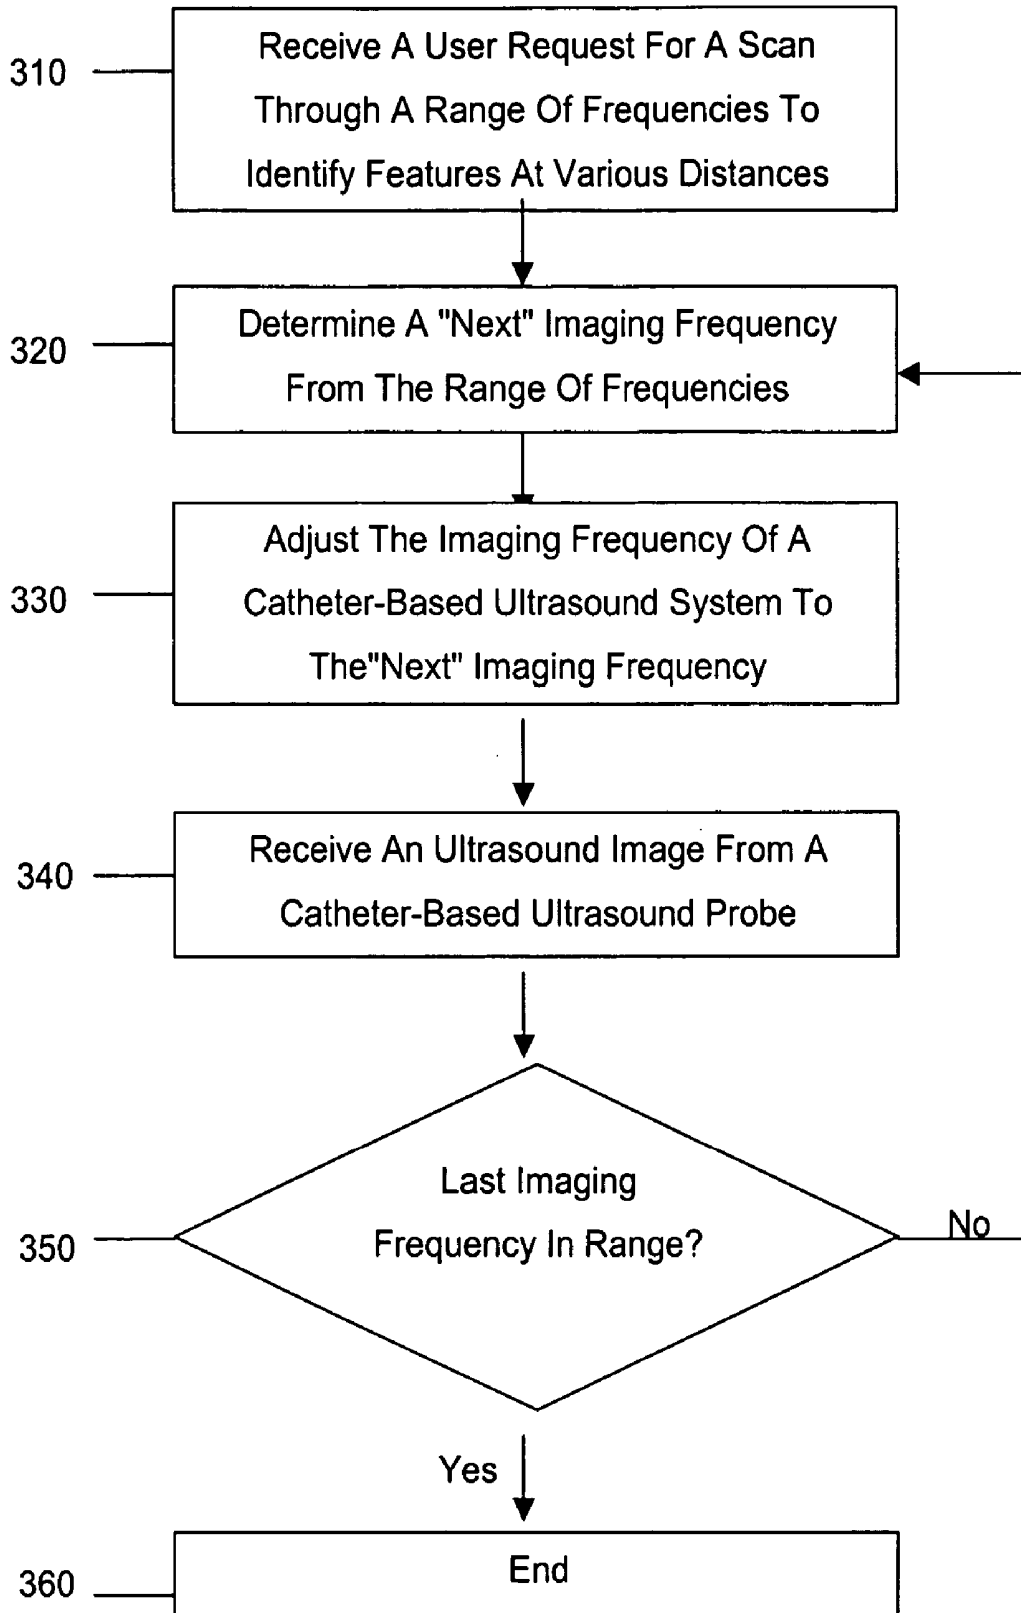 310
Receive A User Request For A Scan
Through A Range Of Frequencies To
Identify Features At Various Distances
320
Determine A "Next" Imaging Frequency
From The Range Of Frequencies
330
Adjust The Imaging Frequency Of A
Catheter-Based Ultrasound System To
The"Next" Imaging Frequency
340
Receive An Ultrasound Image From A
Catheter-Based Ultrasound Probe
350
Last Imaging
Frequency In Range?
No
Yes
360
End